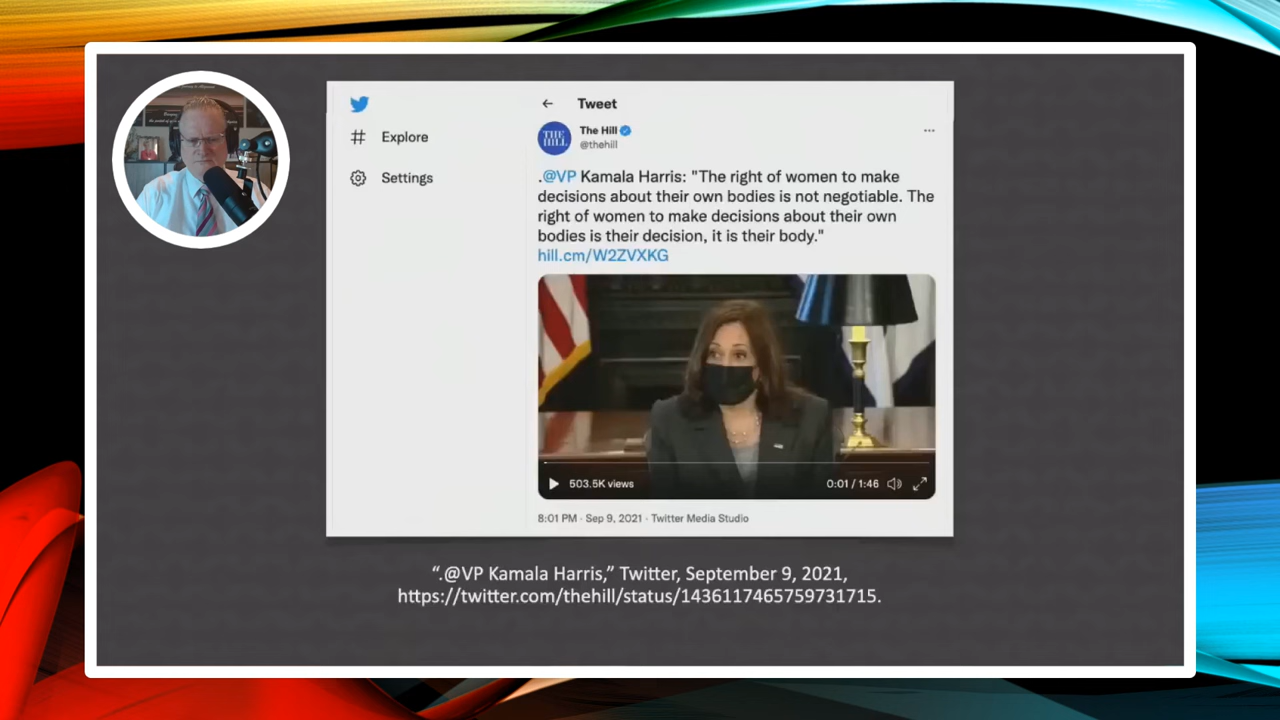 Tweet
Explore
Settings
THE
HILL
The Hill
@thehill
.@VP Kamala Harris: "The right of women to make
decisions about their own bodies is not negotiable. The
right of women to make decisions about their own
bodies is their decision, it is their body."
hill.cm/W2ZVXKG
503.5K views
0:01 / 1:46
8:01 PM · Sep 9, 2021 · Twitter Media Studio
“.@VP Kamala Harris,” Twitter, September 9, 2021,
https://twitter.com/thehill/status/1436117465759731715.